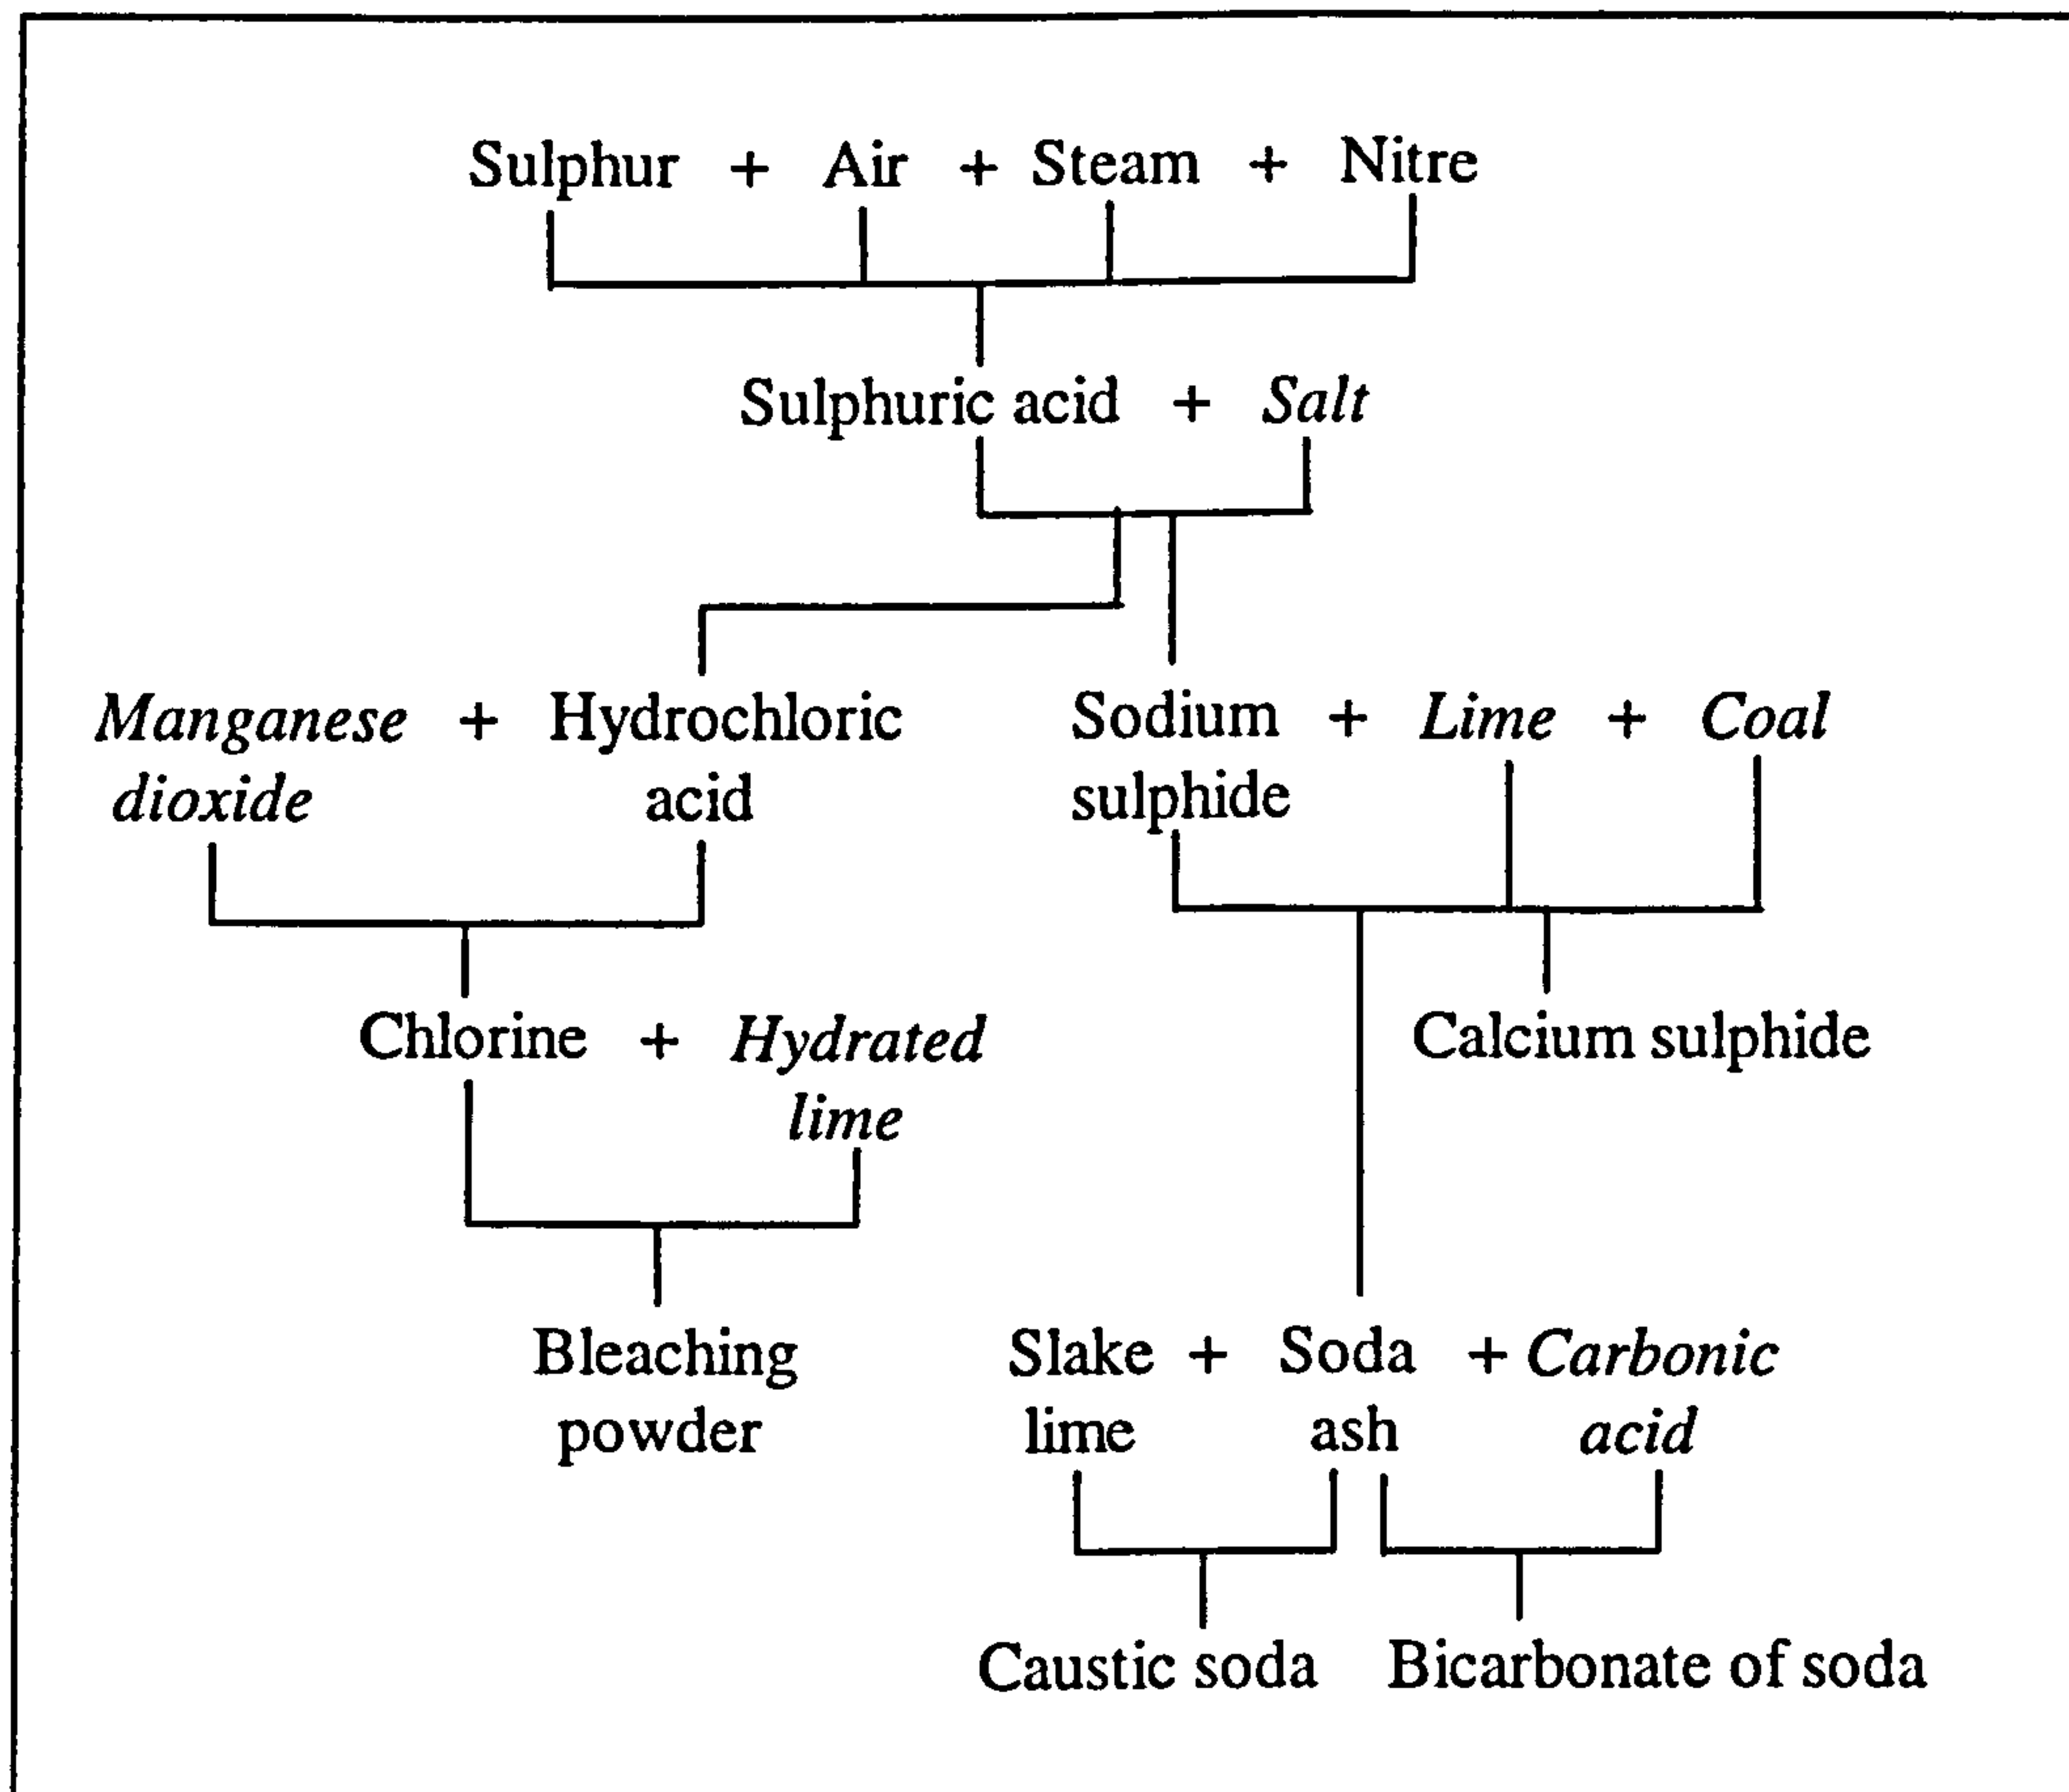 Sulphur + Air + Steam + Nitre
Sulphuric acid + Salt
Manganese + Hydrochloric Sodium + Lime + Coal
dioxide acid sulphide
Chlorine + Hydrated Calcium sulphide
lime
Bleaching Slake + Soda + Carbonic
powder lime ash acid
Caustic soda Bicarbonate of soda